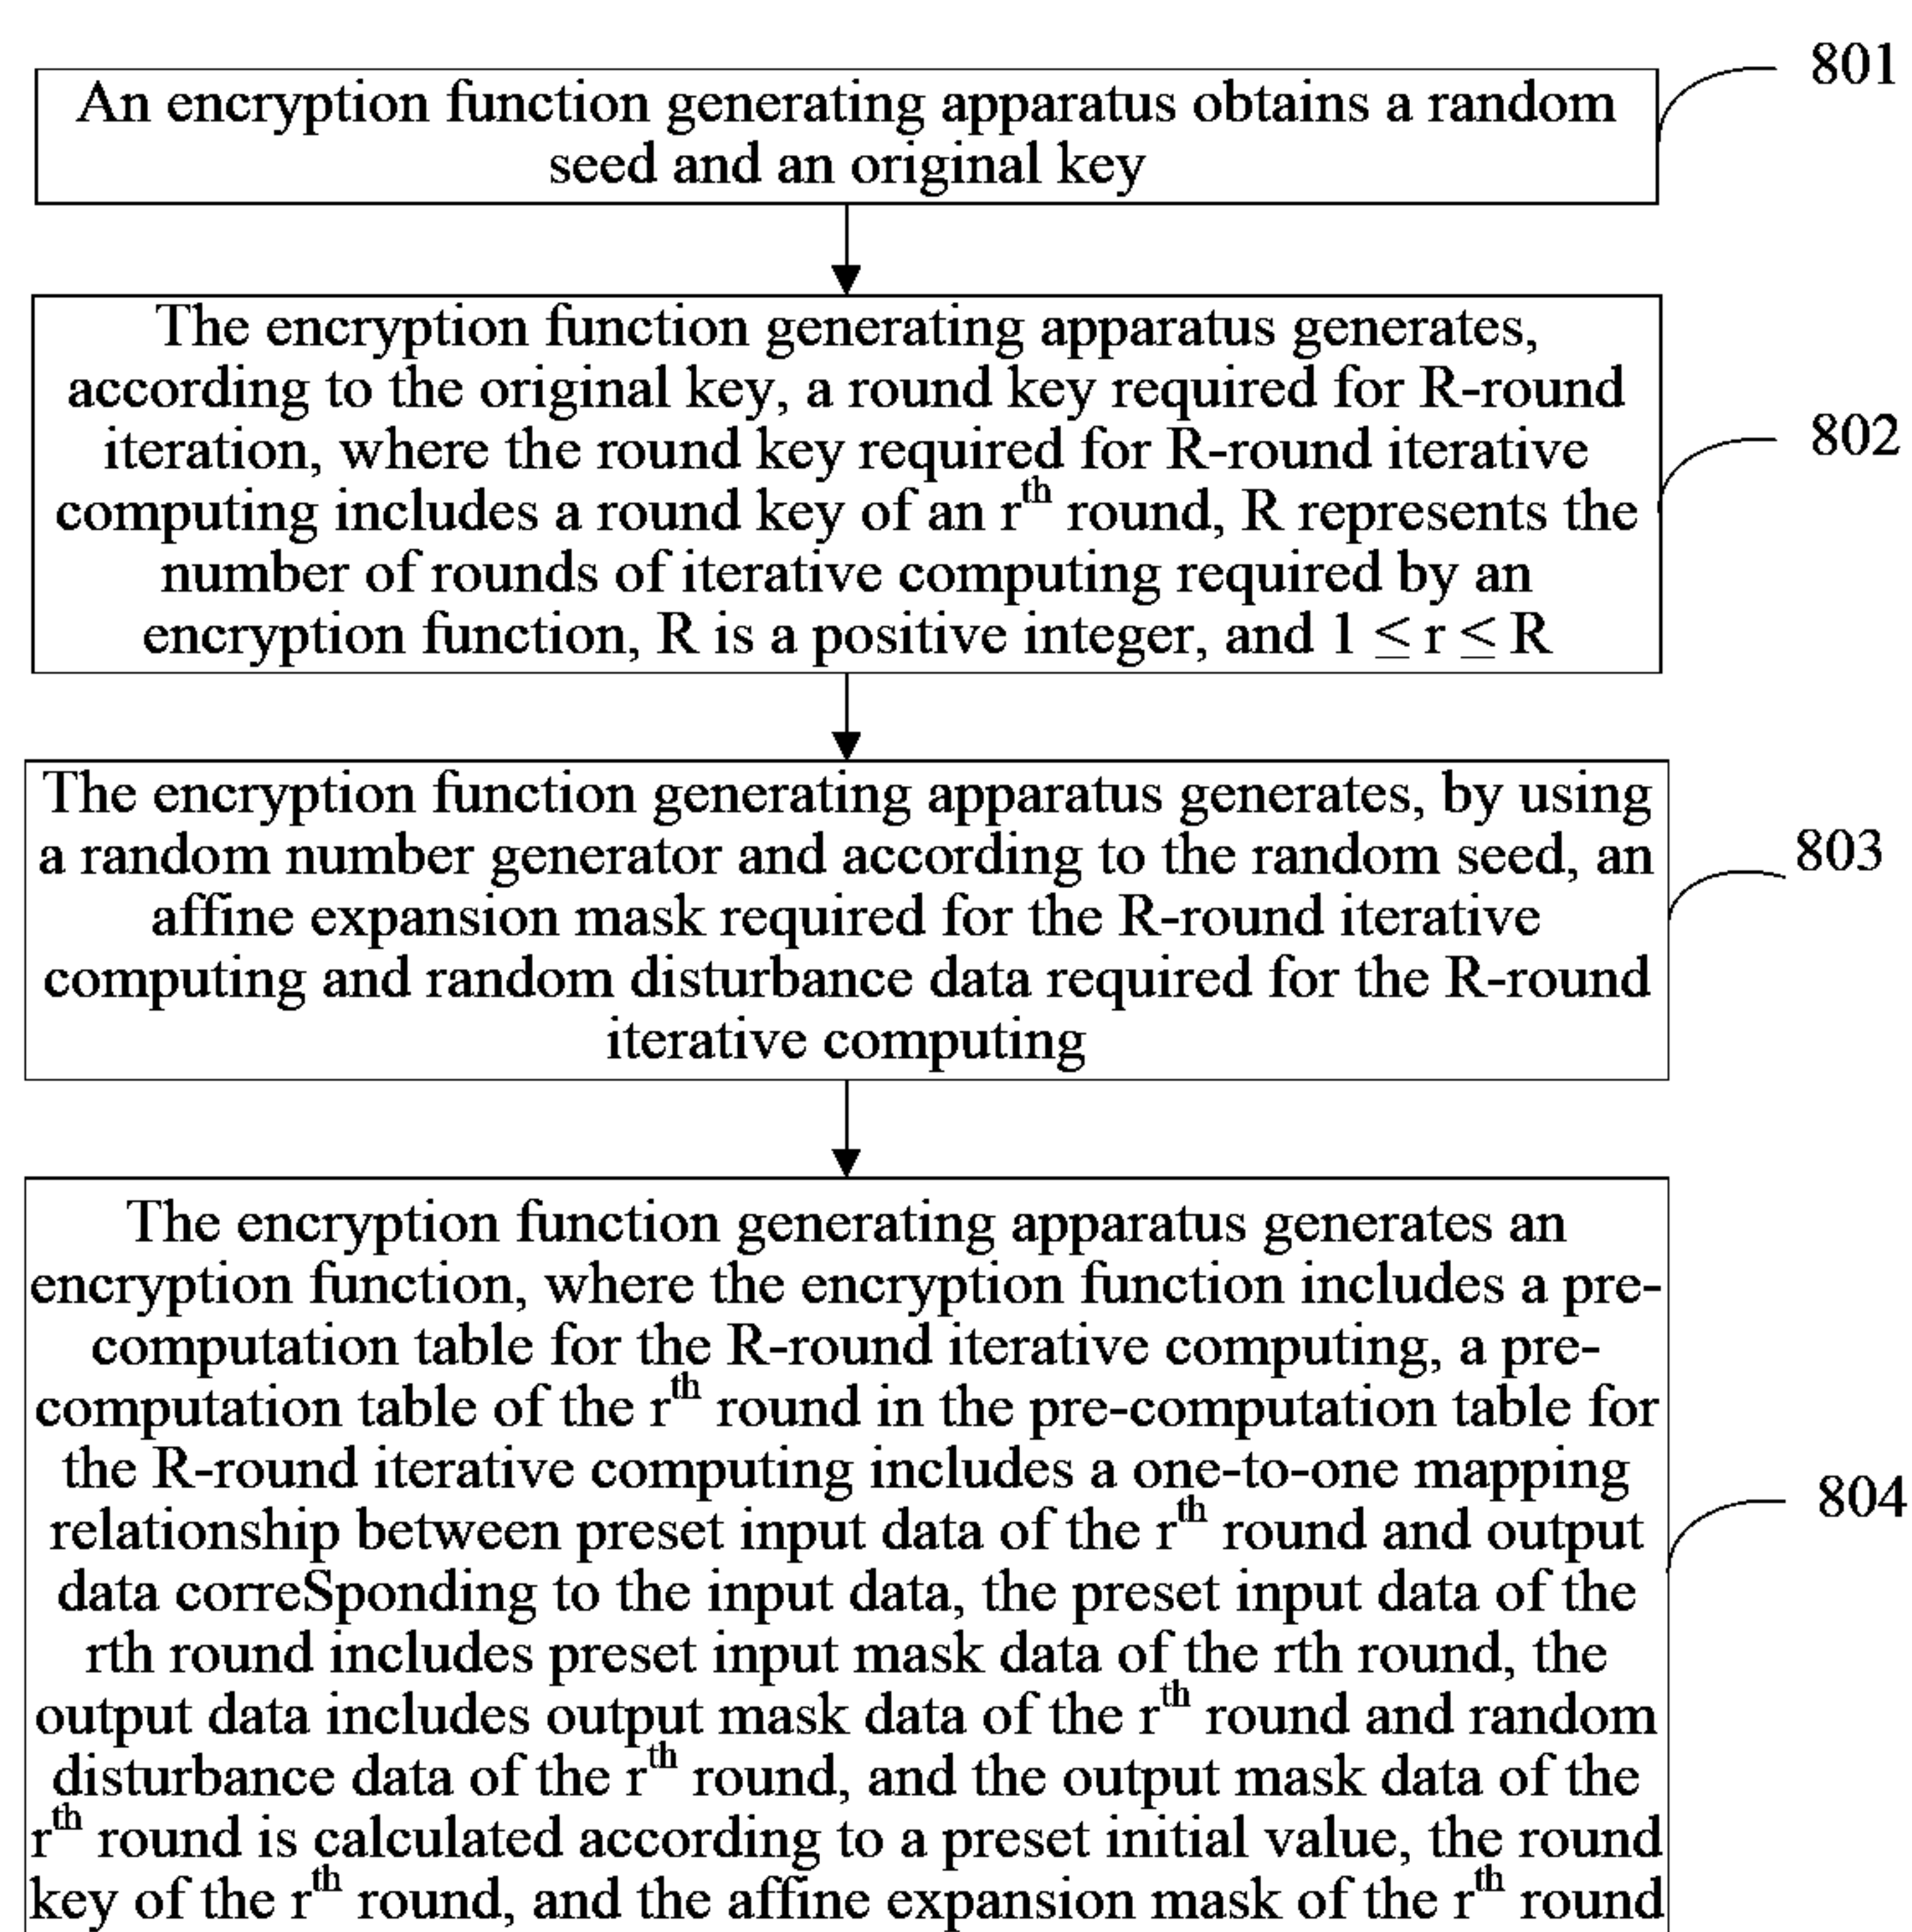 801
An encryption function generating apparatus obtains a random
seed and an original key
The encryption function generating apparatus generates,
according to the original key, a round key required for R-round
iteration, where the round key required for R-round iterative
802
computing includes a round key of an r^th round, R represents the
number of rounds of iterative computing required by an
encryption function, R is a positive integer, and 1 ≤ r ≤ R
The encryption function generating apparatus generates, by using
a random number generator and according to the random seed, an
803
affine expansion mask required for the R-round iterative
computing and random disturbance data required for the R-round
iterative computing
The encryption function generating apparatus generates an
encryption function, where the encryption function includes a pre-
computation table for the R-round iterative computing, a pre-
computation table of the r^th round in the pre-computation table for
the R-round iterative computing includes a one-to-one mapping
804
relationship between preset input data of the r^th round and output
data correSponding to the input data, the preset input data of the
rth round includes preset input mask data of the rth round, the
output data includes output mask data of the r^th round and random
disturbance data of the r^th round, and the output mask data of the
r^th round is calculated according to a preset initial value, the round
key of the r^th round, and the affine expansion mask of the r^th round